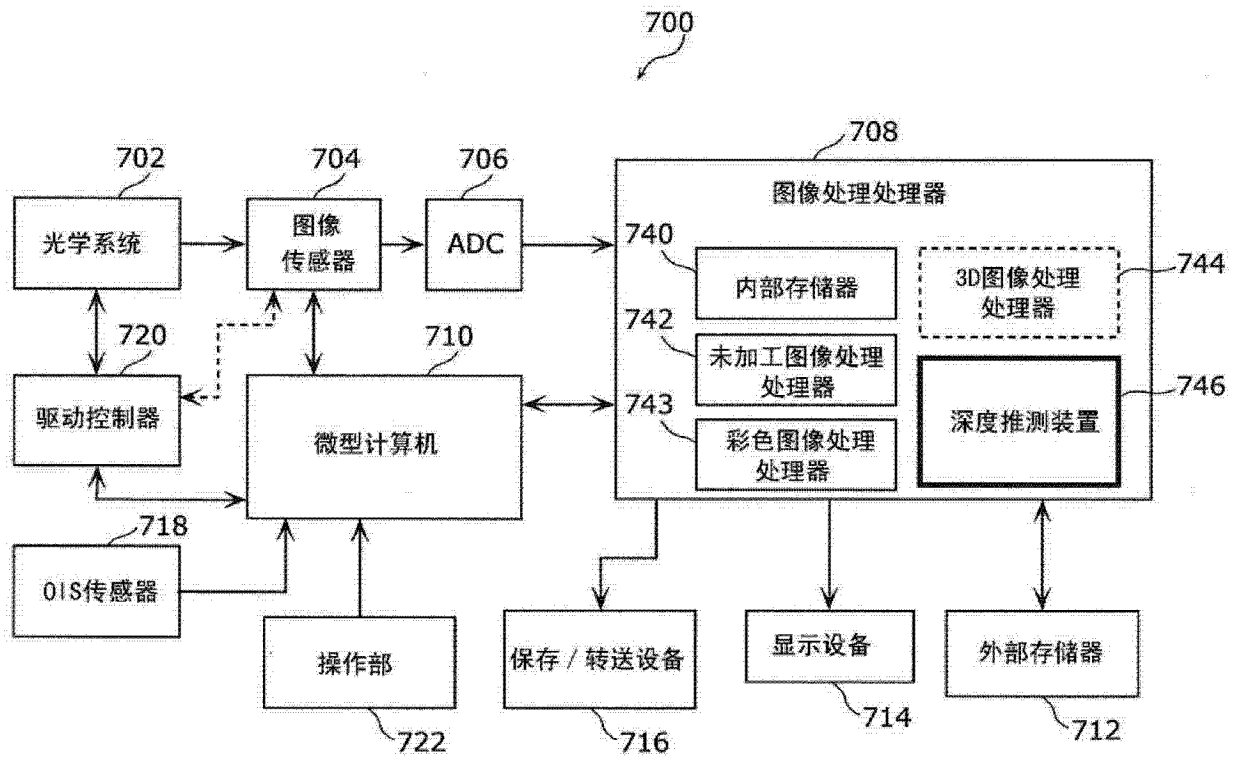 700
702
704
706
708
光学系统
图像
传感器
ADC
图像处理处理器
740
内部存储器
3D图像处理
处理器
744
742
未加工图像处理
处理器
743
彩色图像处理
处理器
深度推测装置
746
720
驱动控制器
710
微型计算机
718
OIS传感器
操作部
722
保存/转送设备
716
显示设备
714
外部存储器
712